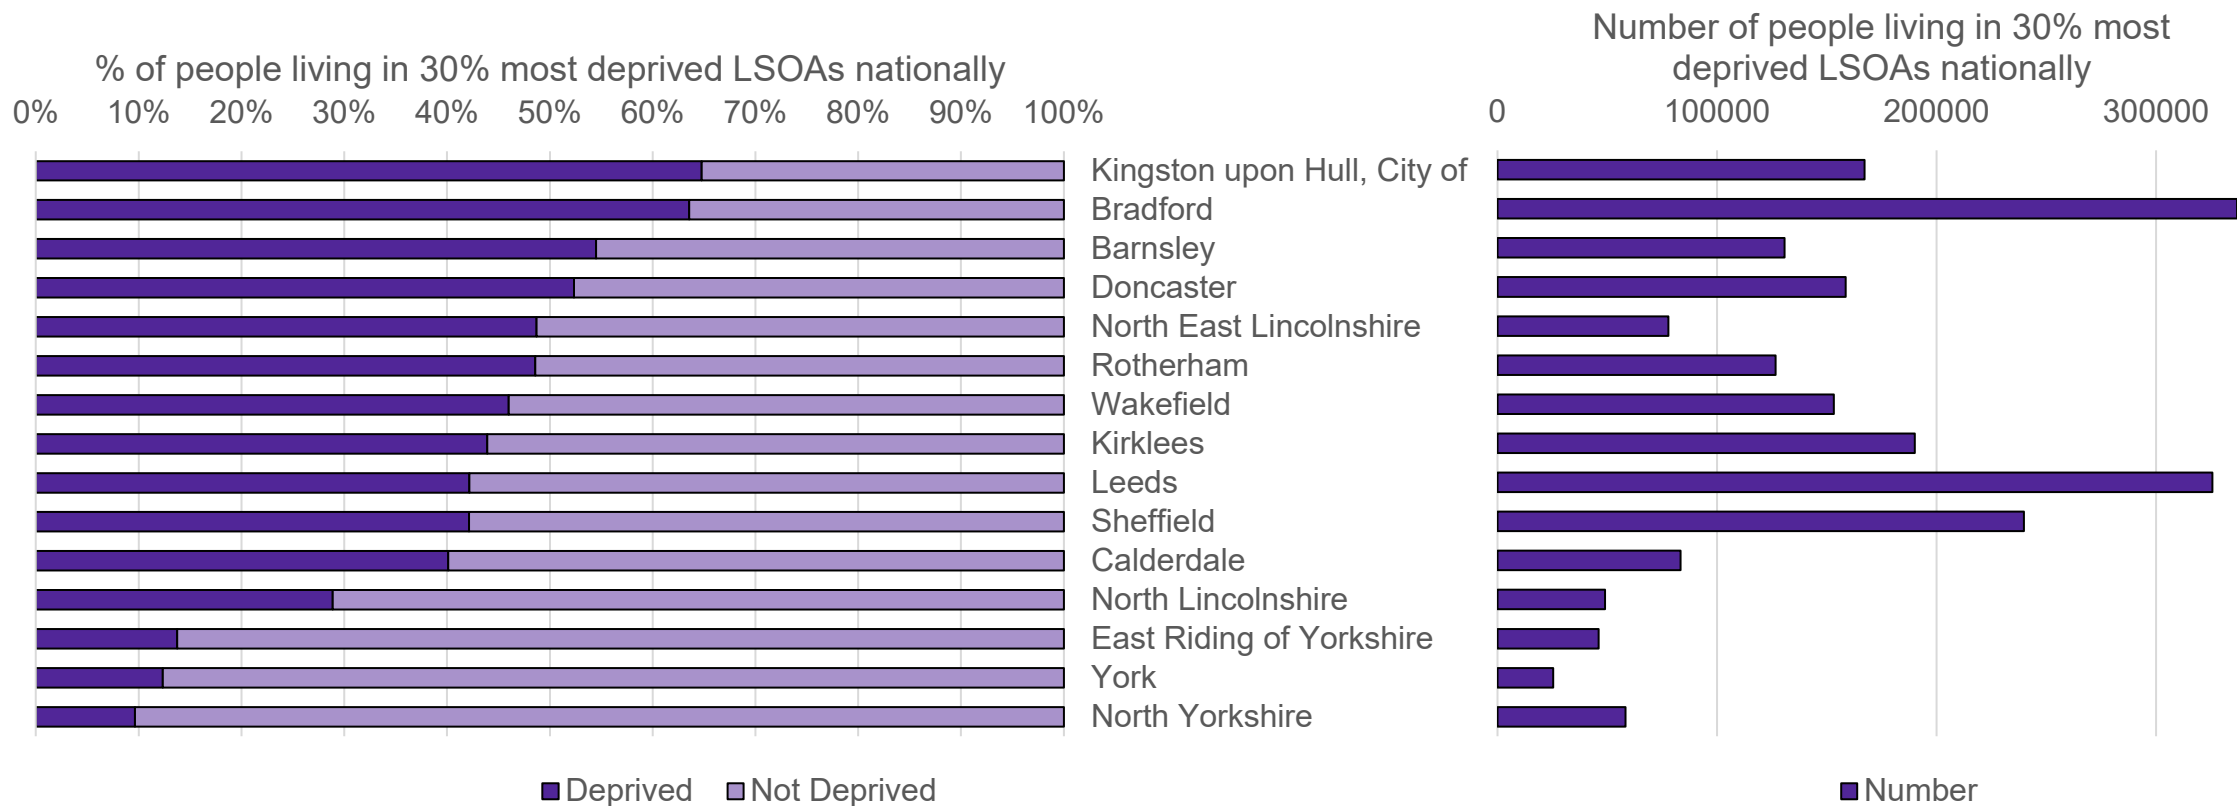 % of people living in 30% most deprived LSOAs nationally
0% 10% 20% 30% 40% 50% 60% 70% 80% 90% 100%
Number of people living in 30% most
deprived LSOAs nationally
0 100000 200000 300000
Kingston upon Hull, City of
Bradford
Barnsley
Doncaster
North East Lincolnshire
Rotherham
Wakefield
Kirklees
Leeds
Sheffield
Calderdale
North Lincolnshire
East Riding of Yorkshire
York
North Yorkshire
Deprived Not Deprived
Number